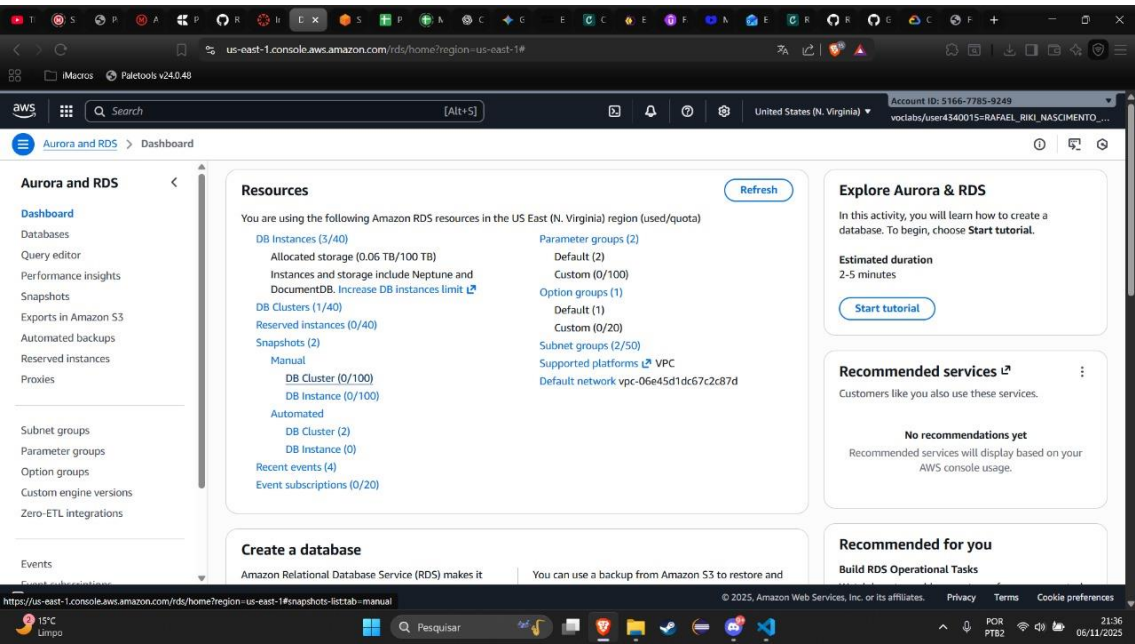 us-east-1.console.aws.amazon.com/rds/home?region=us-east-1#
iMacros
Paletools v24.0.48
aws
Search
[Alt+S]
United States (N. Virginia)
Account ID: 5166-7785-9249
voclabs/user4340015=RAFAEL_RIKI_NASCIMENTO_...
Aurora and RDS > Dashboard
Aurora and RDS
Dashboard
Databases
Query editor
Performance insights
Snapshots
Exports in Amazon S3
Automated backups
Reserved instances
Proxies
Subnet groups
Parameter groups
Option groups
Custom engine versions
Zero-ETL integrations
Events
Event subscriptions
Resources
Refresh
You are using the following Amazon RDS resources in the US East (N. Virginia) region (used/quota)
DB Instances (3/40)
Allocated storage (0.06 TB/100 TB)
Instances and storage include Neptune and
DocumentDB. Increase DB instances limit
DB Clusters (1/40)
Reserved instances (0/40)
Snapshots (2)
Manual
DB Cluster (0/100)
DB Instance (0/100)
Automated
DB Cluster (2)
DB Instance (0)
Recent events (4)
Event subscriptions (0/20)
Parameter groups (2)
Default (2)
Custom (0/100)
Option groups (1)
Default (1)
Custom (0/20)
Subnet groups (2/50)
Supported platforms VPC
Default network vpc-06e45d1dc67c2c87d
Create a database
Amazon Relational Database Service (RDS) makes it
You can use a backup from Amazon S3 to restore and
Explore Aurora & RDS
In this activity, you will learn how to create a
database. To begin, choose Start tutorial.
Estimated duration
2-5 minutes
Start tutorial
Recommended services
Customers like you also use these services.
No recommendations yet
Recommended services will display based on your
AWS console usage.
Recommended for you
Build RDS Operational Tasks
https://us-east-1.console.aws.amazon.com/rds/home?region=us-east-1#snapshots-list:tab=manual
© 2025, Amazon Web Services, Inc. or its affiliates.
Privacy
Terms
Cookie preferences
2
15°C
Limpo
Pesquisar
POR
PTB2
21:36
06/11/2025